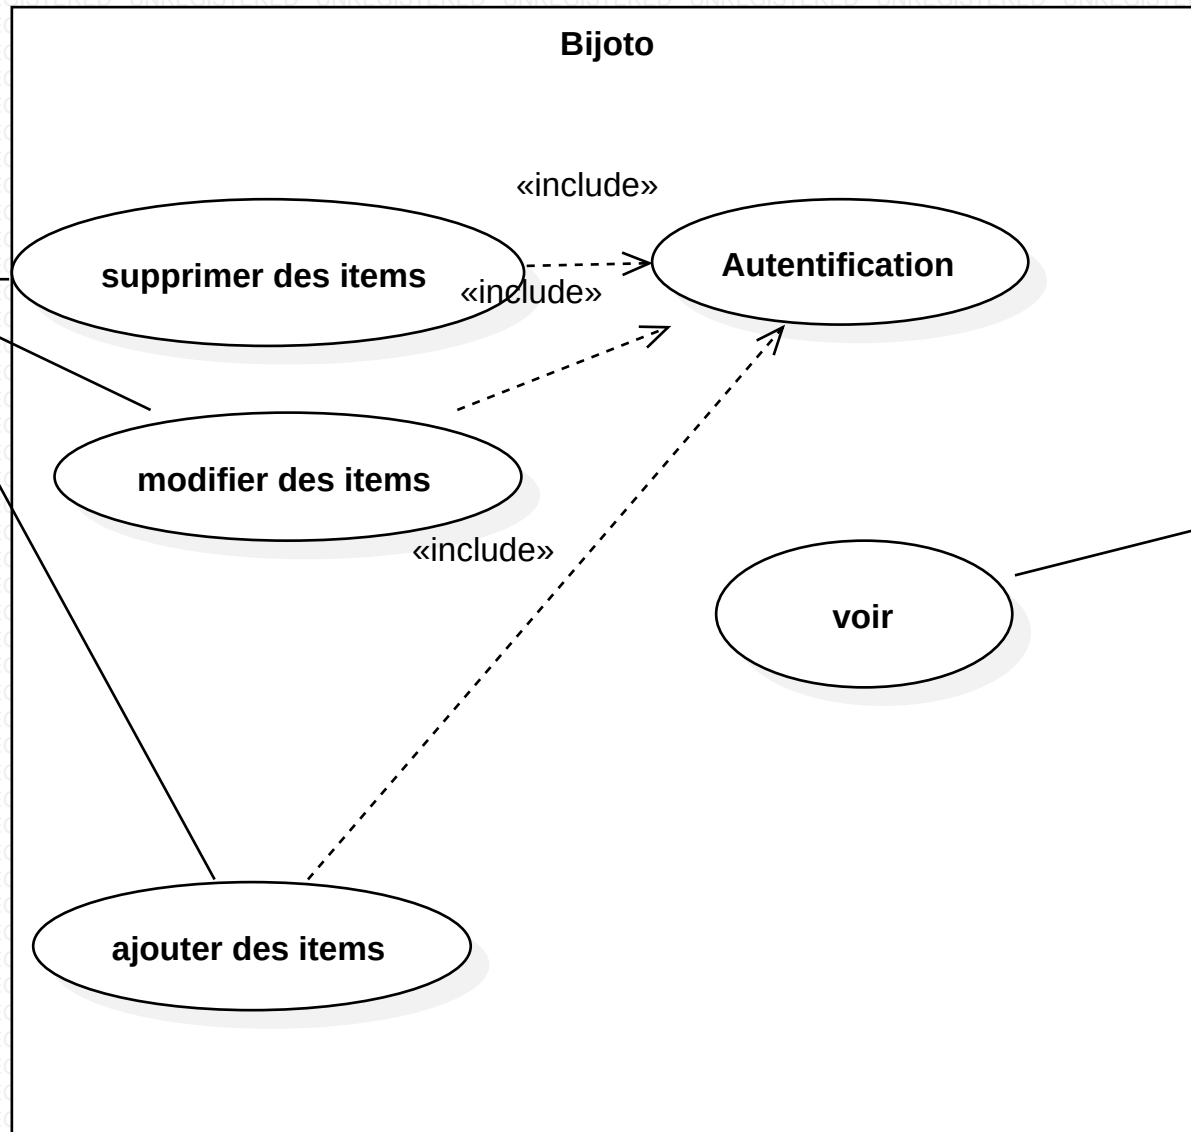 Bijoto
«include»
supprimer des items
Autentification
«include»
modifier des items
«include»
voir
ajouter des items